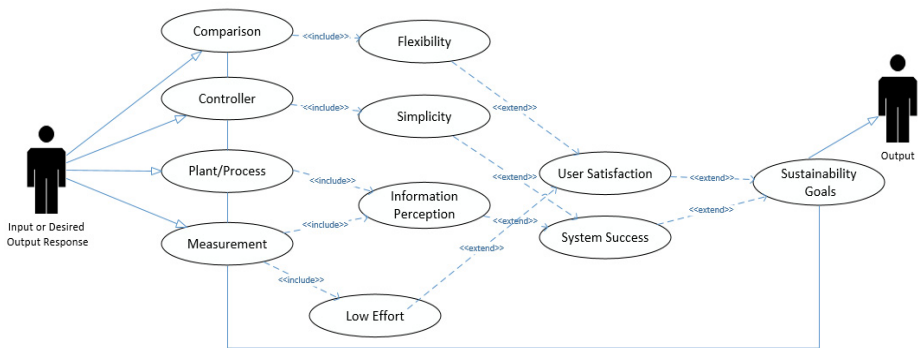 Comparison
<<include>>
Flexibility
Controller
<<include>>
Simplicity
<<extend>>
Plant/Process
<<include>>
Information
Perception
<<extend>>
User Satisfaction
<<extend>>
Sustainability
Goals
Output
Input or Desired
Output Response
Measurement
<<include>>
<<extend>>
System Success
<<extend>>
<<extend>>
<<include>>
Low Effort